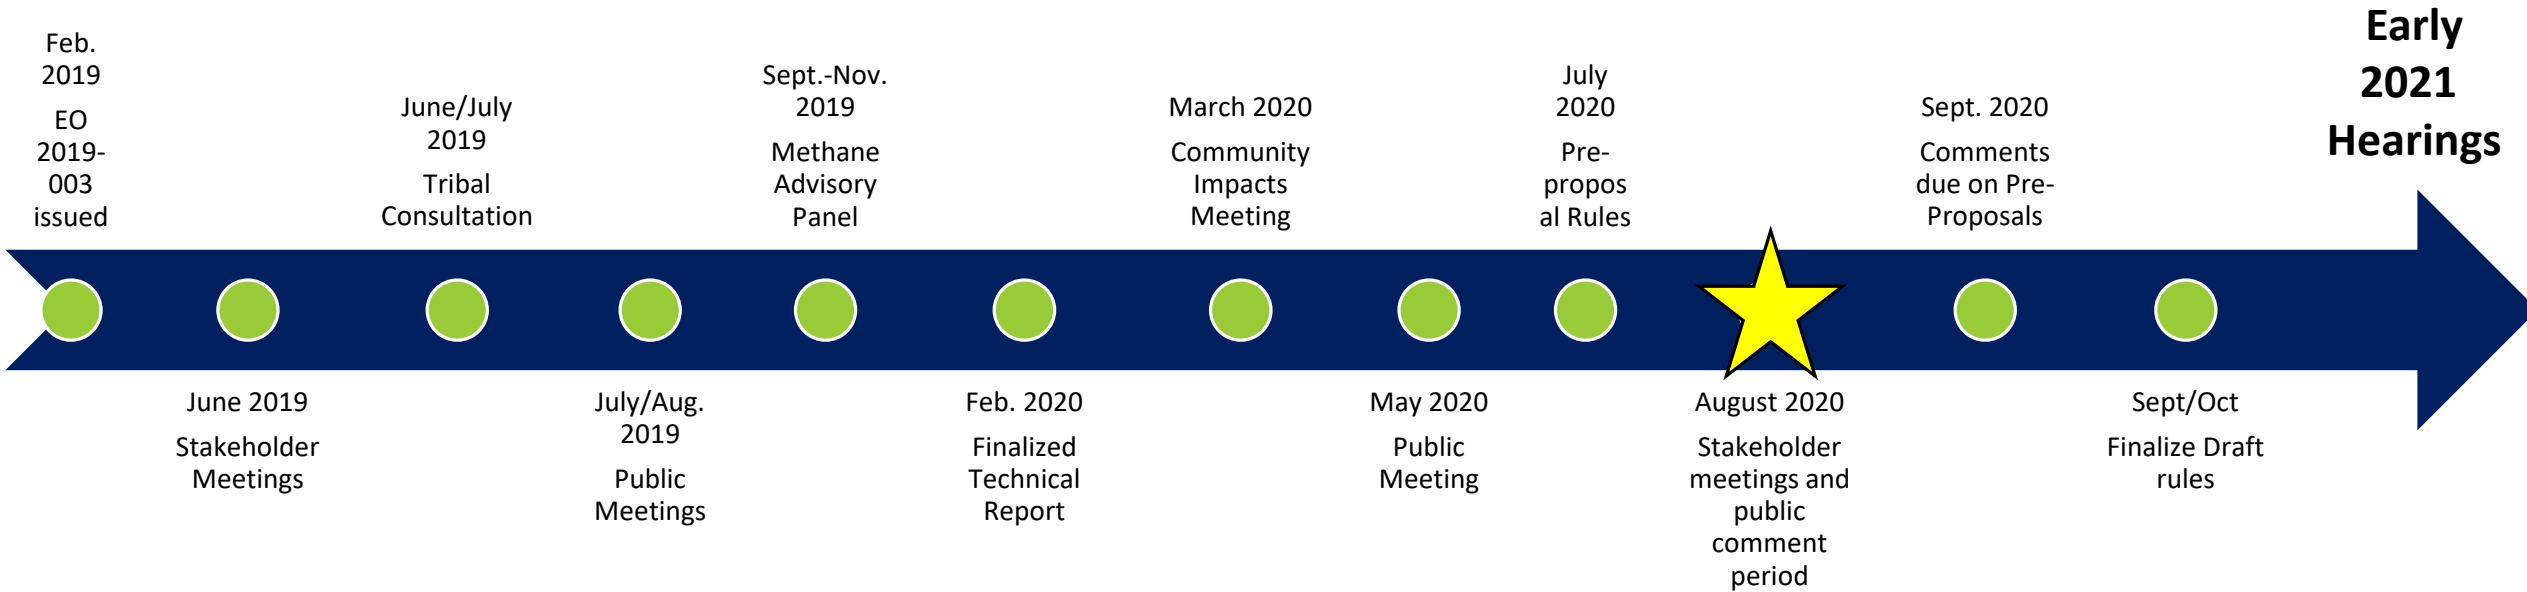 Feb.
2019
EO
2019-
003
issued
June 2019
Stakeholder
Meetings
June/July
2019
Tribal
Consultation
July/Aug.
2019
Public
Meetings
Sept.-Nov.
2019
Methane
Advisory
Panel
Feb. 2020
Finalized
Technical
Report
March 2020
Community
Impacts
Meeting
May 2020
Public
Meeting
July
2020
Pre-
propos
al Rules
August 2020
Stakeholder
meetings and
public
comment
period
Sept. 2020
Comments
due on Pre-
Proposals
Sept/Oct
Finalize Draft
rules
Early
2021
Hearings